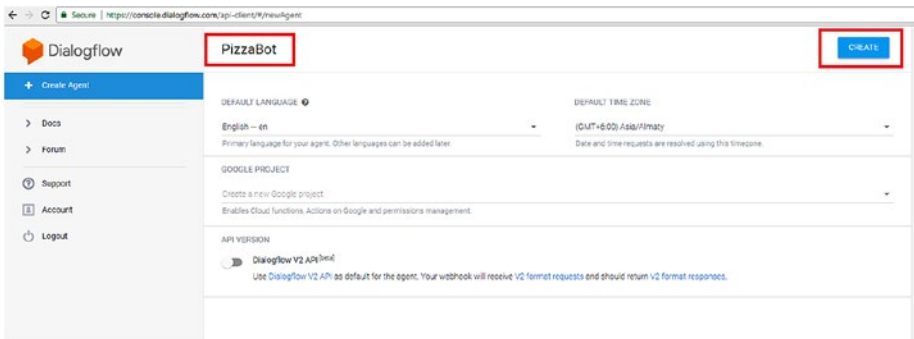 Secure | https://console.dialogflow.com/api-client/#/newAgent
Dialogflow
PizzaBot
CREATE
+ Create Agent
> Docs
> Forum
Support
Account
Logout
DEFAULT LANGUAGE
DEFAULT TIME ZONE
English — en
(GMT+6:00) Asia/Almaty
Primary language for your agent. Other languages can be added later.
Date and time requests are resolved using this timezone.
GOOGLE PROJECT
Create a new Google project
Enables Cloud functions, Actions on Google and permissions management.
API VERSION
Dialogflow V2 API [beta]
Use Dialogflow V2 API as default for the agent. Your webhook will receive V2 format requests and should return V2 format responses.